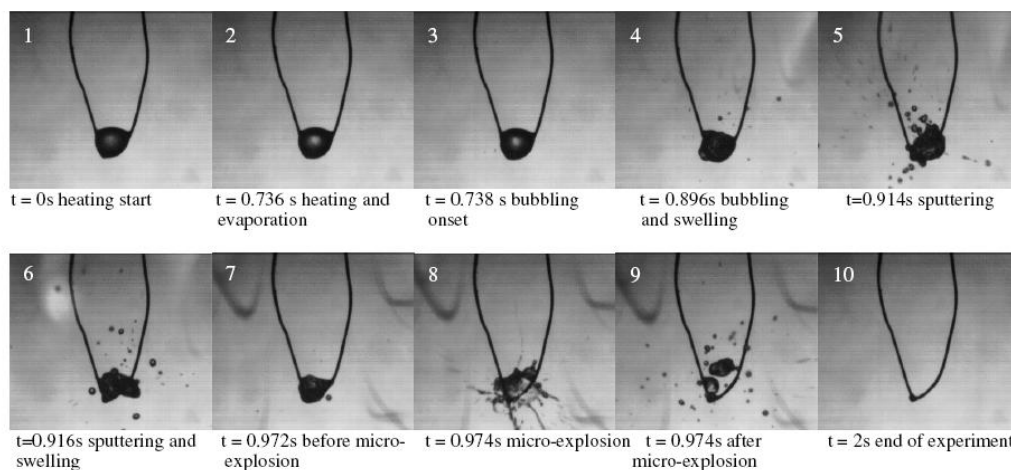 1
2
3
4
5
t = 0s heating start
t = 0.736 s heating and
evaporation
t = 0.738 s bubbling
onset
t = 0.896s bubbling
and swelling
t=0.914s sputtering
6
7
8
9
10
t=0.916s sputtering and
swelling
t = 0.972s before micro-
explosion
t = 0.974s micro-explosion
t = 0.974s after
micro-explosion
t = 2s end of experiment